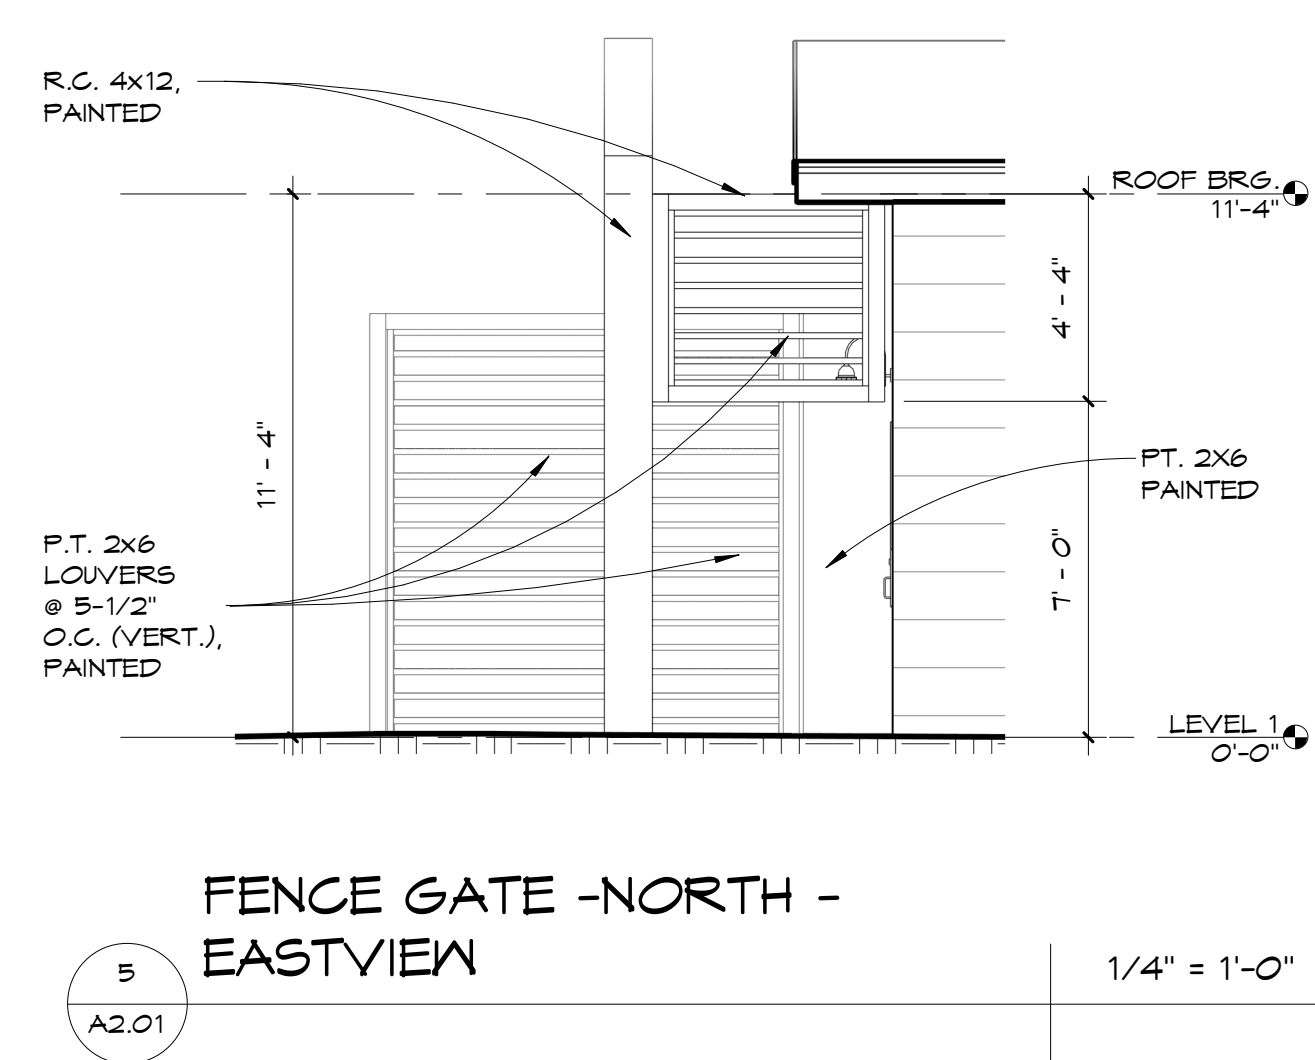 R.C. 4x12,
PAINTED
ROOF BRG.
11'-4"
4' - 4"
11' - 4"
PT. 2X6
PAINTED
P.T. 2x6
LOUVERS
@ 5-1/2"
O.C. (VERT.),
PAINTED
7' - 0"
LEVEL 1
0'-0"
FENCE GATE -NORTH -
EASTVIEW
5
A2.01
1/4" = 1'-0"